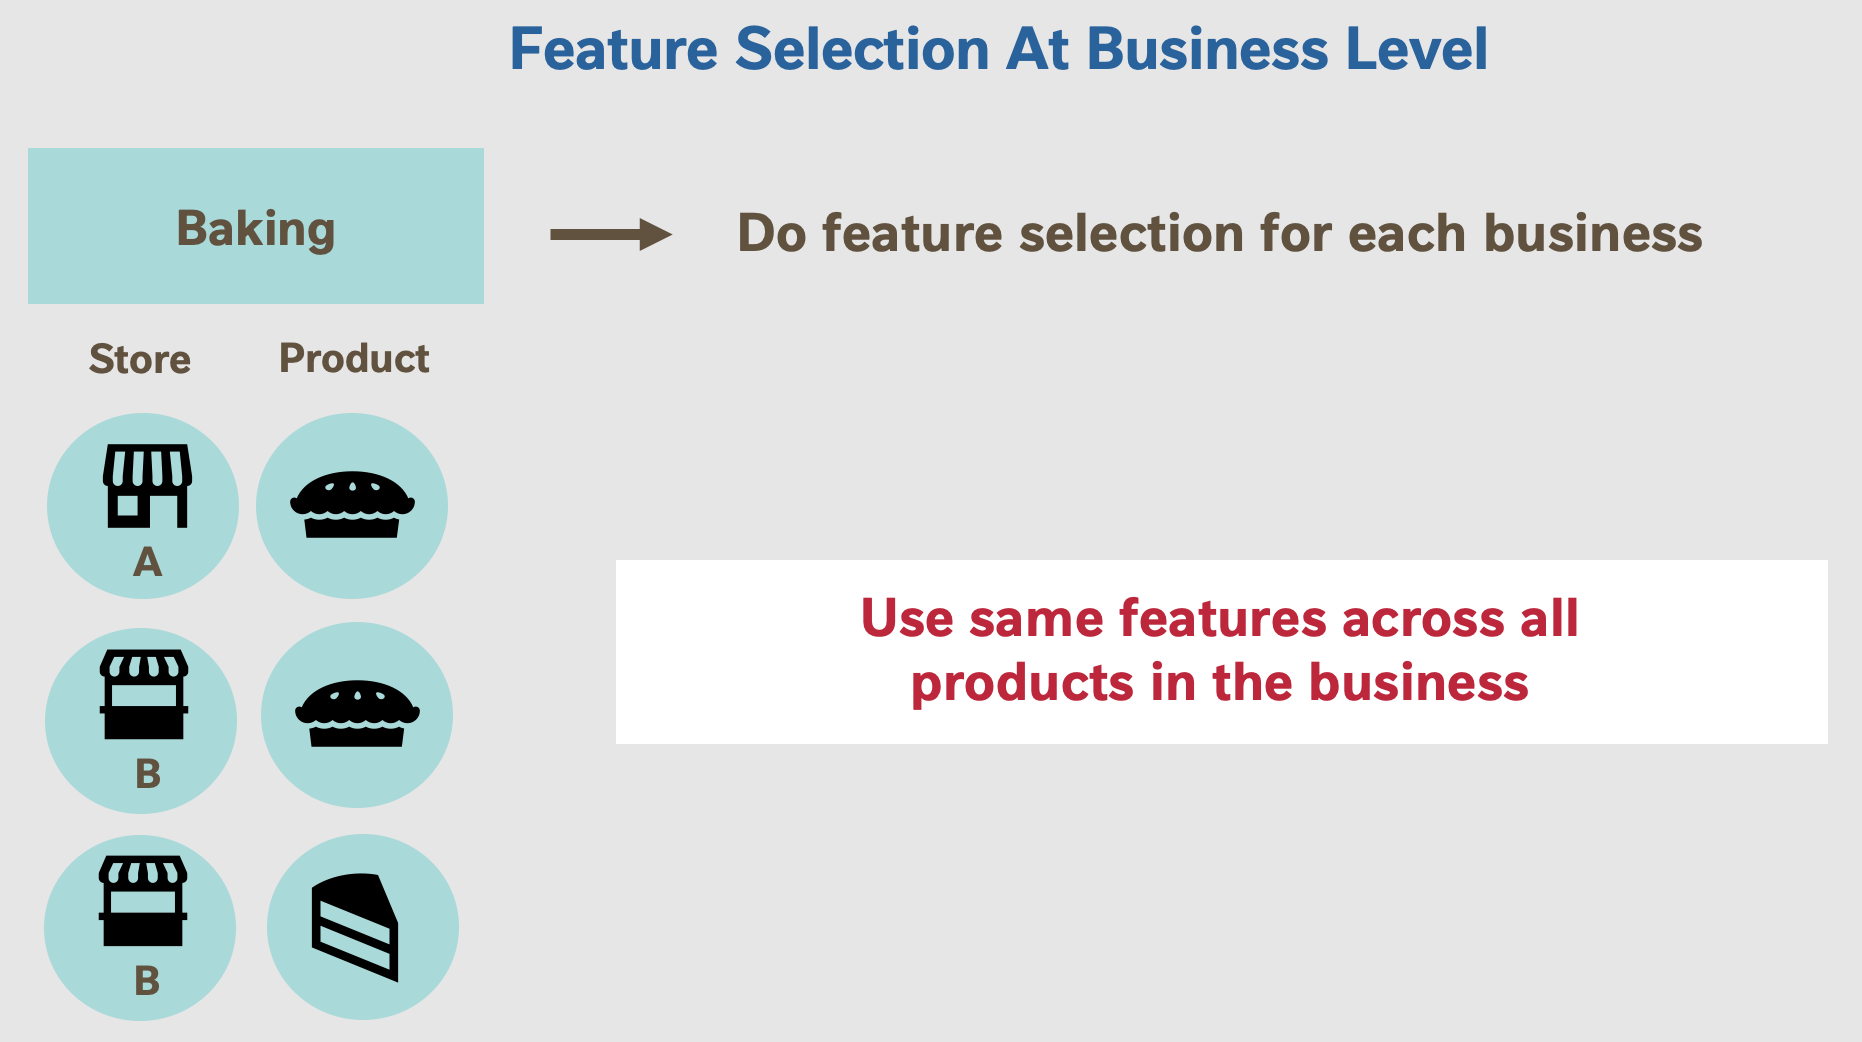 Feature Selection At Business Level
Baking
Do feature selection for each business
Store
Product
A
B
B
Use same features across all
products in the business